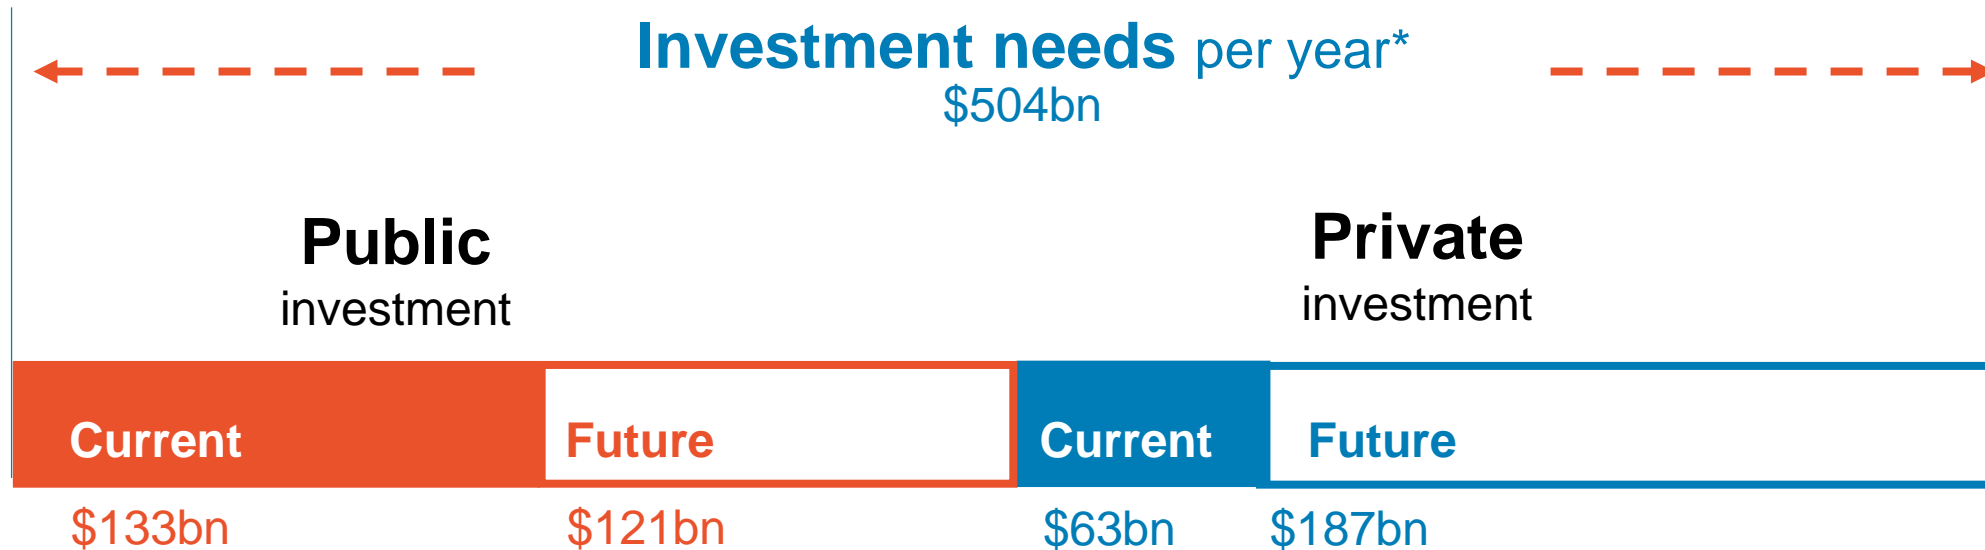 Investment needs per year*
$504bn
Public
investment
Private
investment
Current
Future
Current
Future
$133bn
$121bn
$63bn
$187bn